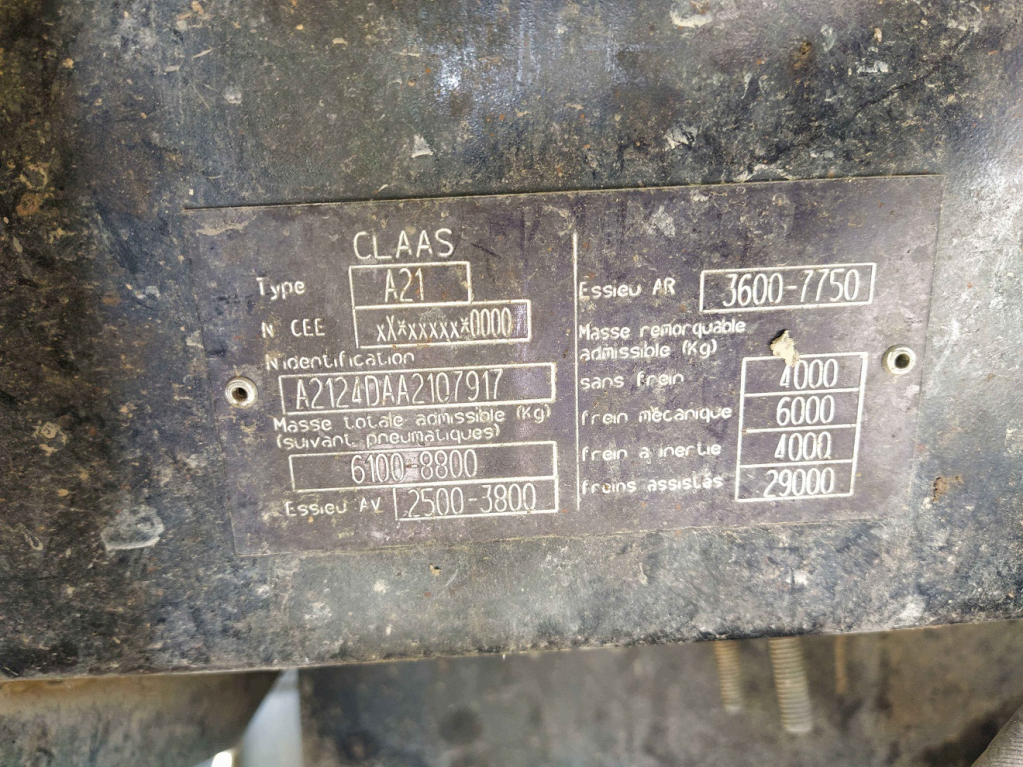 CLAAS
Type A21
N CEE xX*xxxxx*0000
N identification
A2124DAA2107917
Masse totale admissible (Kg)
(suivant pneumatiques)
6100-8800
Essieu AV 2500-3800
Essieu AR 3600-7750
Masse remorquable
admissible (Kg)
sans frein 4000
frein mécanique 6000
frein a inertie 4000
freins assistás 29000